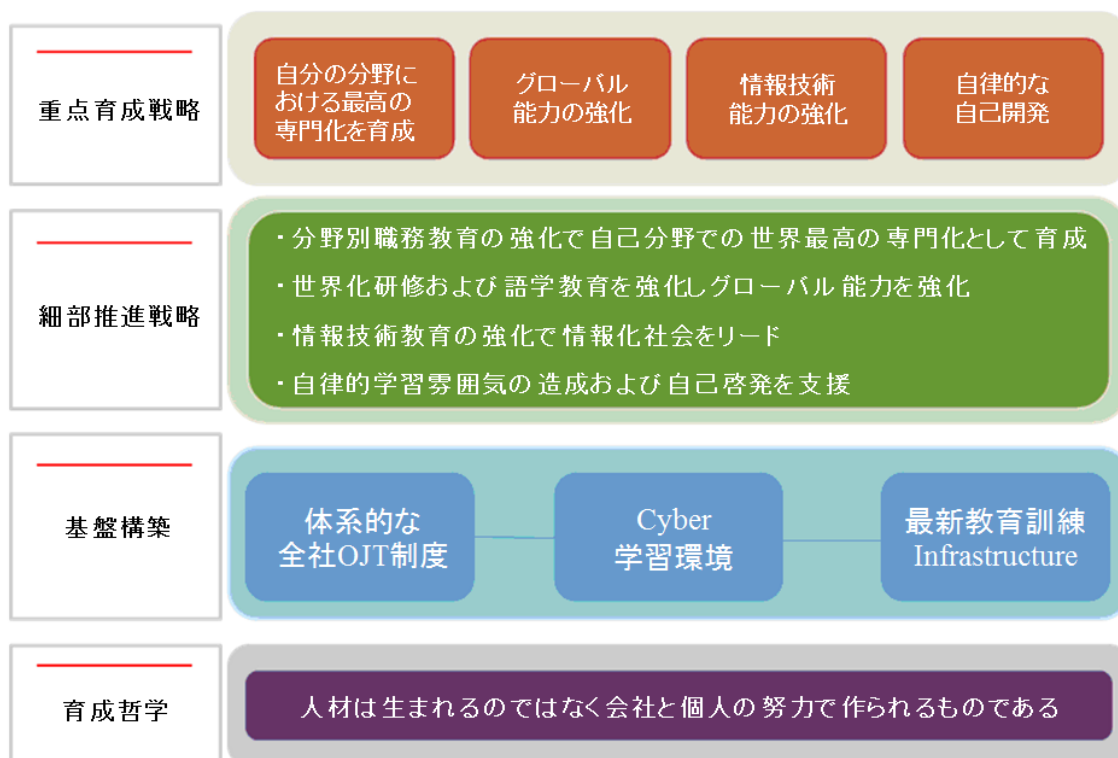 重点育成戦略
自分の分野に
おける最高の
専門化を育成
グローバル
能力の強化
情報技術
能力の強化
自律的な
自己開発
細部推進戦略
・分野別職務教育の強化で自己分野での世界最高の専門化として育成
・世界化研修および語学教育を強化しグローバル能力を強化
・情報技術教育の強化で情報化社会をリード
・自律的学習雰囲気の造成および自己啓発を支援
基盤構築
体系的な
全社OJT制度
Cyber
学習環境
最新教育訓練
Infrastructure
育成哲学
人材は生まれるのではなく会社と個人の努力で作られるものである